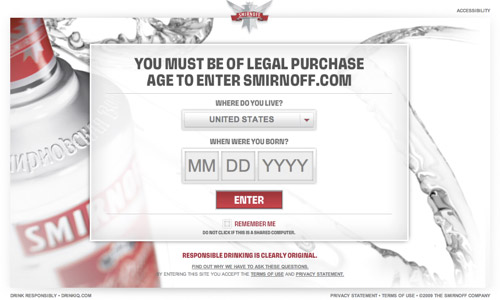 SMIRNOFF
ACCESSIBILITY
YOU MUST BE OF LEGAL PURCHASE
AGE TO ENTER SMIRNOFF.COM
WHERE DO YOU LIVE?
UNITED STATES
WHEN WERE YOU BORN?
MM DD YYYY
ENTER
REMEMBER ME
DO NOT CLICK IF THIS IS A SHARED COMPUTER.
SMI
RESPONSIBLE DRINKING IS CLEARLY ORIGINAL.
FIND OUT WHY WE HAVE TO ASK THESE QUESTIONS.
BY ENTERING THIS SITE YOU ACCEPT THE TERMS OF USE AND PRIVACY STATEMENT.
DRINK RESPONSIBLY • DRINKIQ.COM
PRIVACY STATEMENT • TERMS OF USE • ©2009 THE SMIRNOFF COMPANY